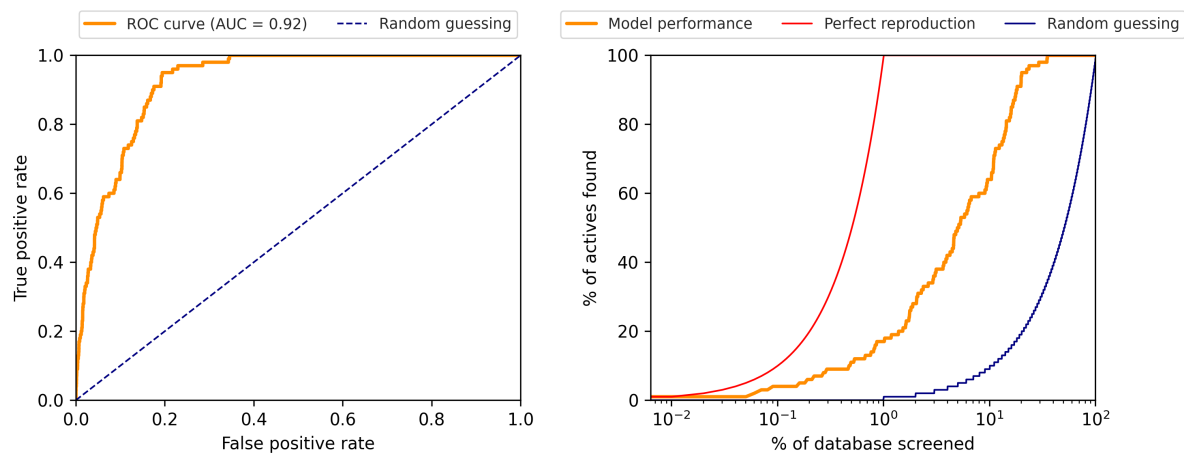 ROC curve (AUC = 0.92) Random guessing
1.0
0.8
0.6
0.4
0.2
0.0
True positive rate
0.0 0.2 0.4 0.6 0.8 1.0
False positive rate
Model performance Perfect reproduction Random guessing
100
80
60
40
20
0
% of actives found
10⁻² 10⁻¹ 10⁰ 10¹ 10²
% of database screened